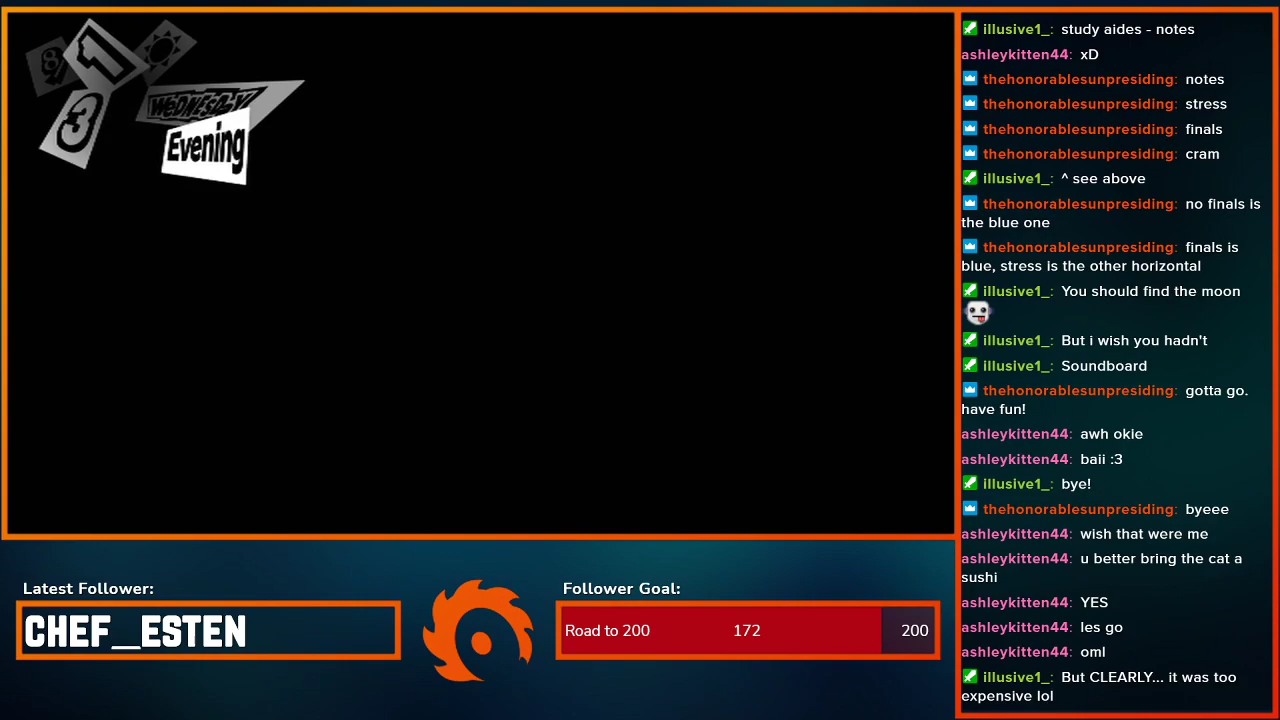 8/
1
3
WEDNESDAY
Evening
Latest Follower:
CHEF_ESTEN
Follower Goal:
Road to 200 172 200
illusive1_: study aides - notes
ashleykitten44: xD
thehonorablesunpresiding: notes
thehonorablesunpresiding: stress
thehonorablesunpresiding: finals
thehonorablesunpresiding: cram
illusive1_: ^ see above
thehonorablesunpresiding: no finals is
the blue one
thehonorablesunpresiding: finals is
blue, stress is the other horizontal
illusive1_: You should find the moon
illusive1_: But i wish you hadn't
illusive1_: Soundboard
thehonorablesunpresiding: gotta go.
have fun!
ashleykitten44: awh okie
ashleykitten44: baii :3
illusive1_: bye!
thehonorablesunpresiding: byeee
ashleykitten44: wish that were me
ashleykitten44: u better bring the cat a
sushi
ashleykitten44: YES
ashleykitten44: les go
ashleykitten44: oml
illusive1_: But CLEARLY... it was too
expensive lol